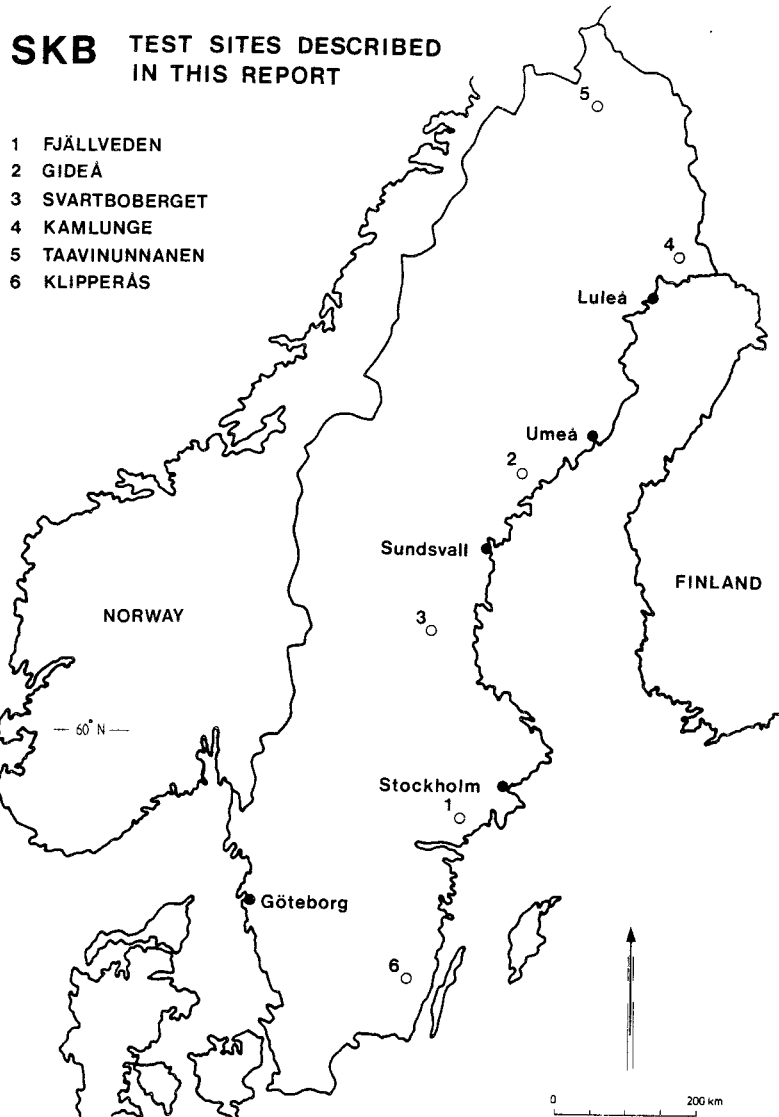 SKB TEST SITES DESCRIBED
IN THIS REPORT
1 FJÄLLVEDEN
2 GIDEÅ
3 SVARTBOBERGET
4 KAMLUNGE
5 TAAVINUNNANEN
6 KLIPPERÅS
5
4
Luleå
Umeå
2
Sundsvall
FINLAND
NORWAY
3
60° N
Stockholm
1
Göteborg
6
0 200 km